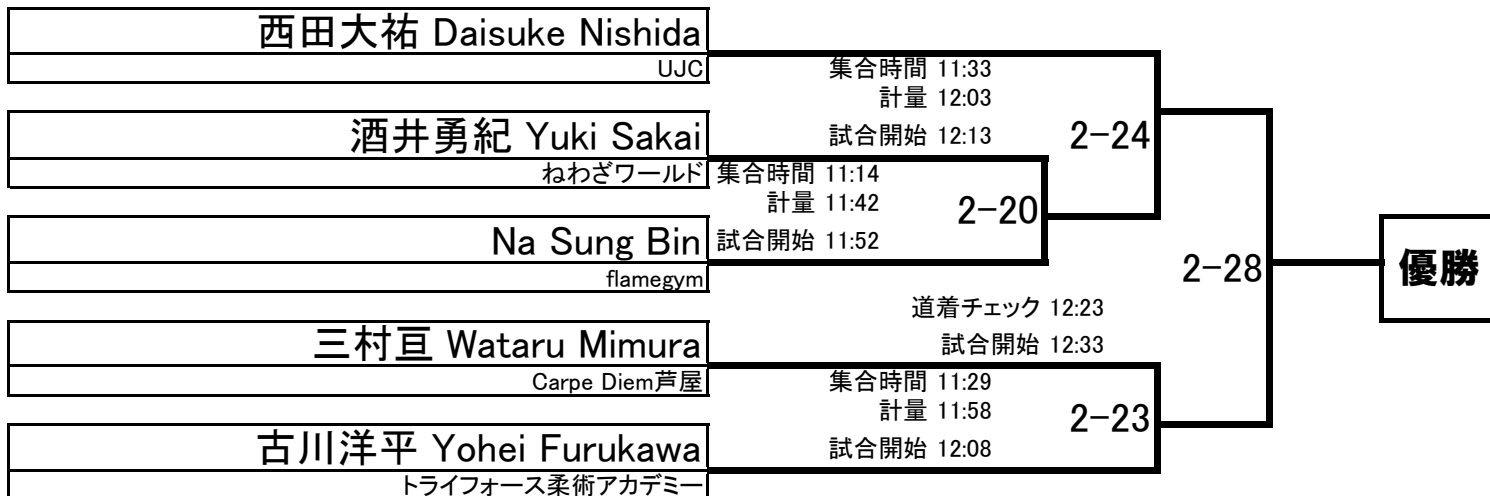 西田大祐 Daisuke Nishida
UJC
集合時間 11:33
計量 12:03
試合開始 12:13
2-24
酒井勇紀 Yuki Sakai
ねわざワールド
集合時間 11:14
計量 11:42
試合開始 11:52
2-20
Na Sung Bin
flamegym
2-28
優勝
道着チェック 12:23
試合開始 12:33
三村亘 Wataru Mimura
Carpe Diem芦屋
集合時間 11:29
計量 11:58
試合開始 12:08
2-23
古川洋平 Yohei Furukawa
トライフォース柔術アカデミー